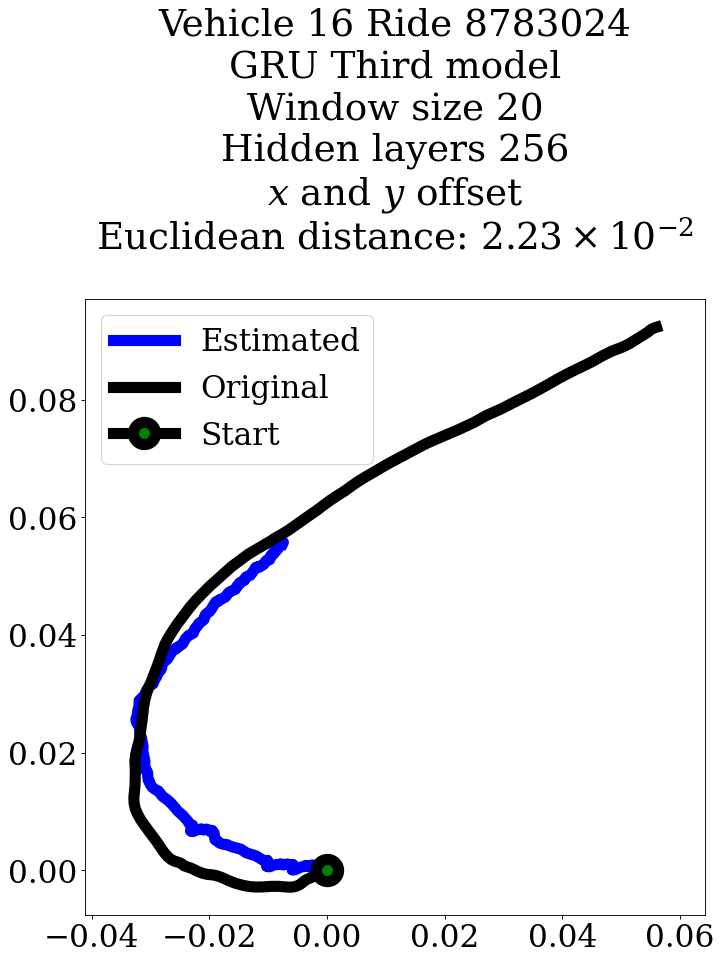 Vehicle 16 Ride 8783024
GRU Third model
Window size 20
Hidden layers 256
x and y offset
Euclidean distance: 2.23 × 10⁻²
Estimated
Original
Start
0.08
0.06
0.04
0.02
0.00
−0.04 −0.02 0.00 0.02 0.04 0.06